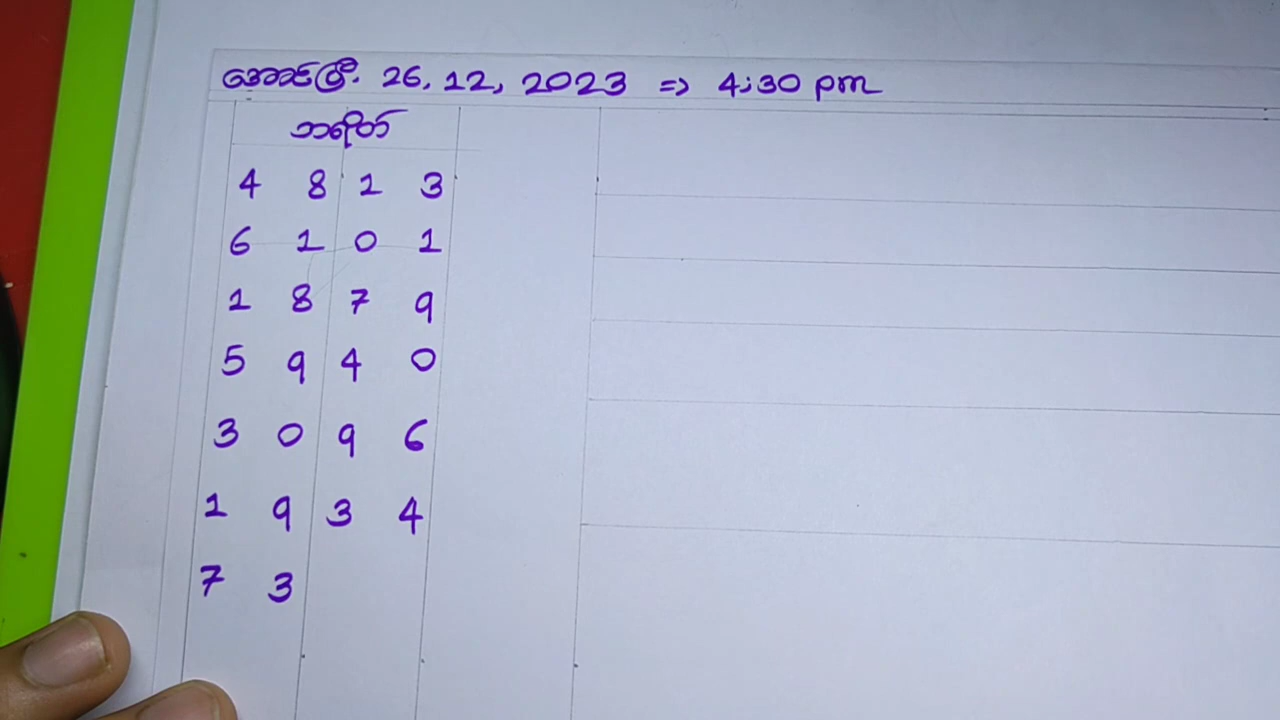 26, 12, 2023 => 4:30 pm
4 8 1 3
6 1 0 1
1 8 7 9
5 9 4 0
3 0 9 6
1 9 3 4
7 3